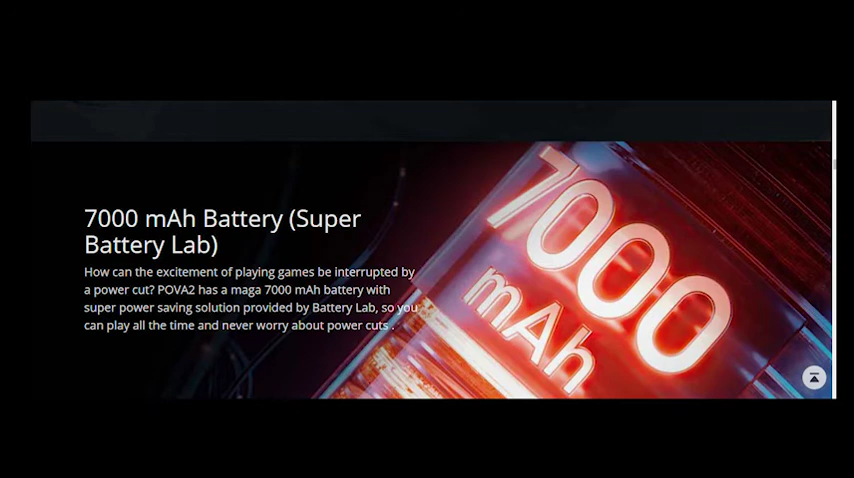 7000 mAh Battery (Super
Battery Lab)
How can the excitement of playing games be interrupted by
a power cut? POVA2 has a maga 7000 mAh battery with
super power saving solution provided by Battery Lab, so you
can play all the time and never worry about power cuts .
7000
mAh